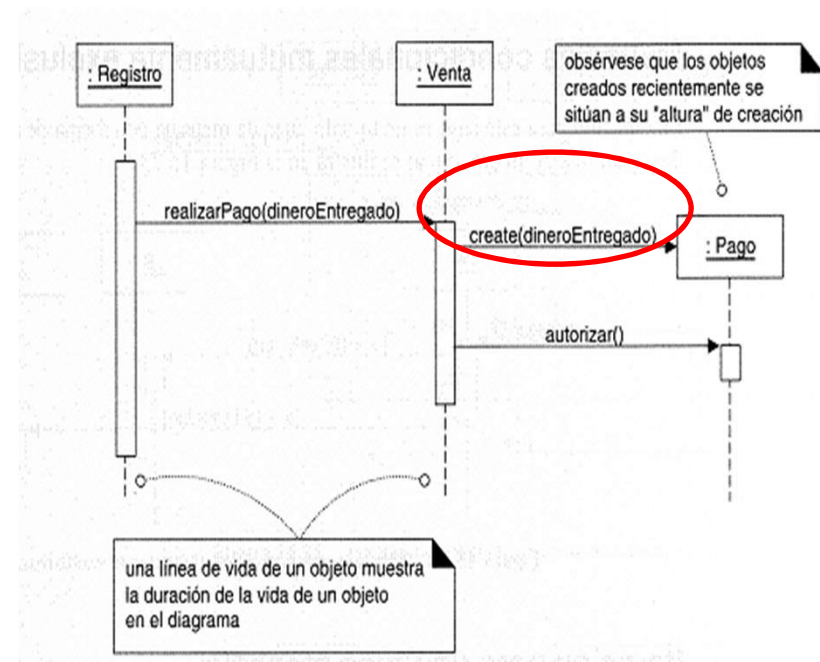 : Registro
: Venta
obsérvese que los objetos
creados recientemente se
sitúan a su "altura" de creación
realizarPago(dineroEntregado)
create(dineroEntregado)
: Pago
autorizar()
una línea de vida de un objeto muestra
la duración de la vida de un objeto
en el diagrama